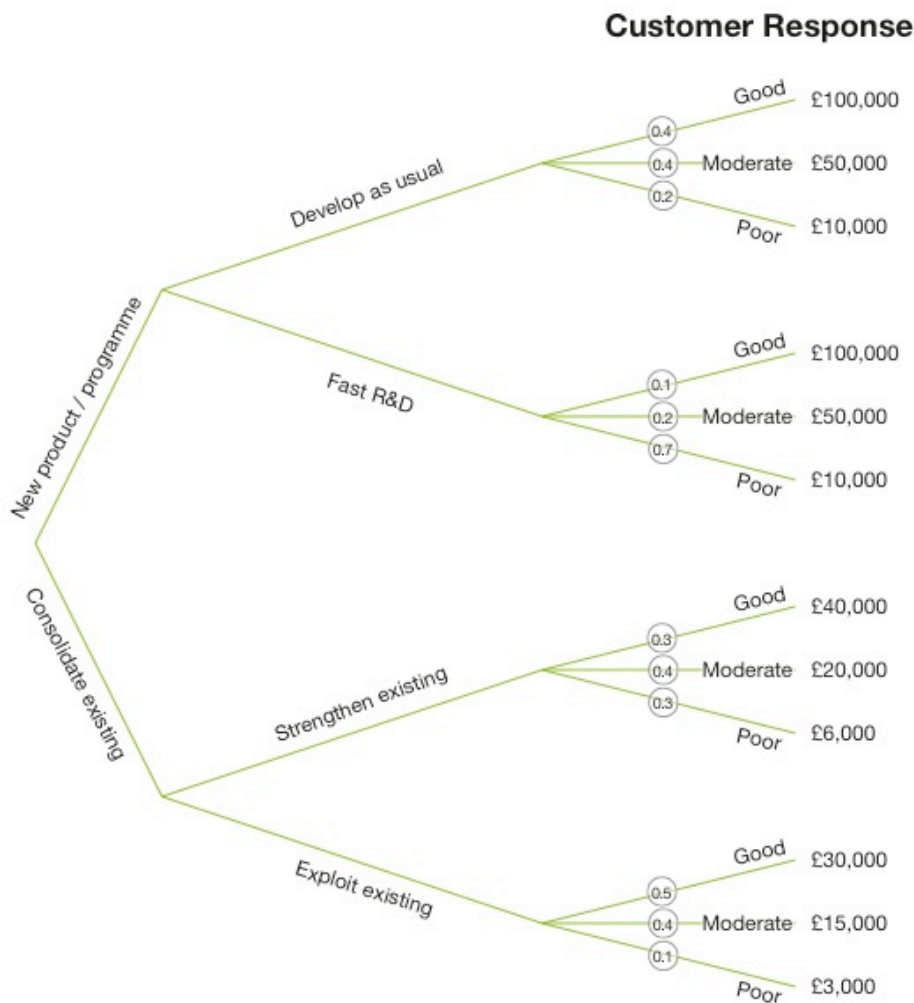 Customer Response
Good
£100,000
0.4
0.4
Moderate
£50,000
0.2
Poor
£10,000
Develop as usual
New product / programme
Fast R&D
Good
£100,000
0.1
0.2
Moderate
£50,000
0.7
Poor
£10,000
Consolidate existing
Strengthen existing
Good
£40,000
0.3
0.4
Moderate
£20,000
0.3
Poor
£6,000
Exploit existing
Good
£30,000
0.5
0.4
Moderate
£15,000
0.1
Poor
£3,000